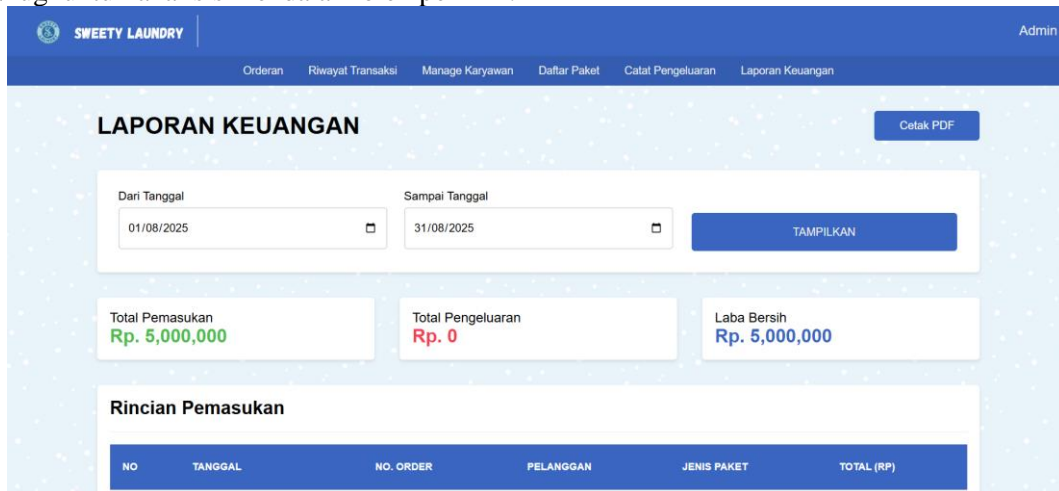 SWEETY LAUNDRY
Admin
Orderan Riwayat Transaksi Manage Karyawan Daftar Paket Catat Pengeluaran Laporan Keuangan
LAPORAN KEUANGAN
Cetak PDF
Dari Tanggal Sampai Tanggal
01/08/2025 31/08/2025 TAMPILKAN
Total Pemasukan Total Pengeluaran Laba Bersih
Rp. 5,000,000 Rp. 0 Rp. 5,000,000
Rincian Pemasukan
NO TANGGAL NO. ORDER PELANGGAN JENIS PAKET TOTAL (RP)